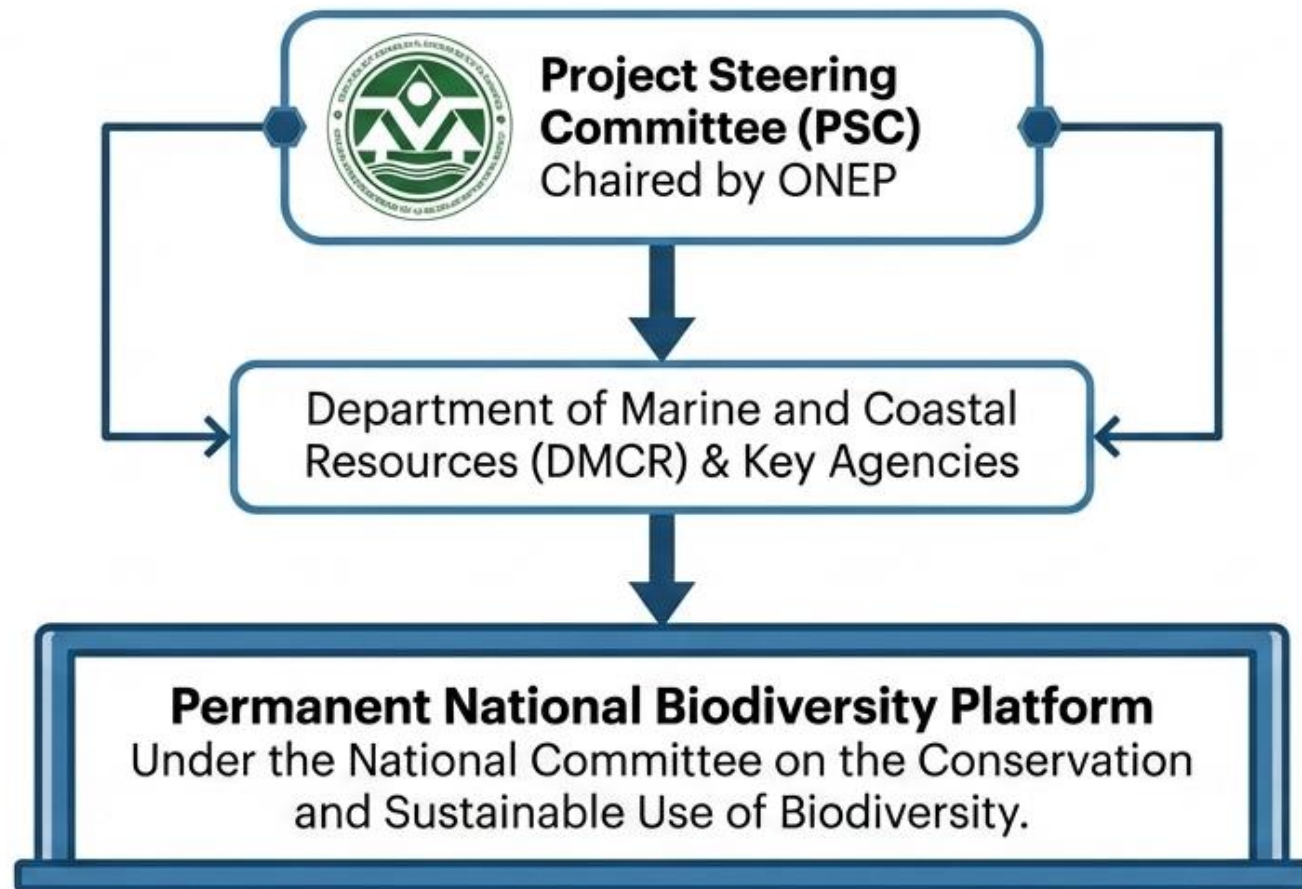 Project Steering
Committee (PSC)
Chaired by ONEP
Department of Marine and Coastal
Resources (DMCR) & Key Agencies
Permanent National Biodiversity Platform
Under the National Committee on the Conservation
and Sustainable Use of Biodiversity.